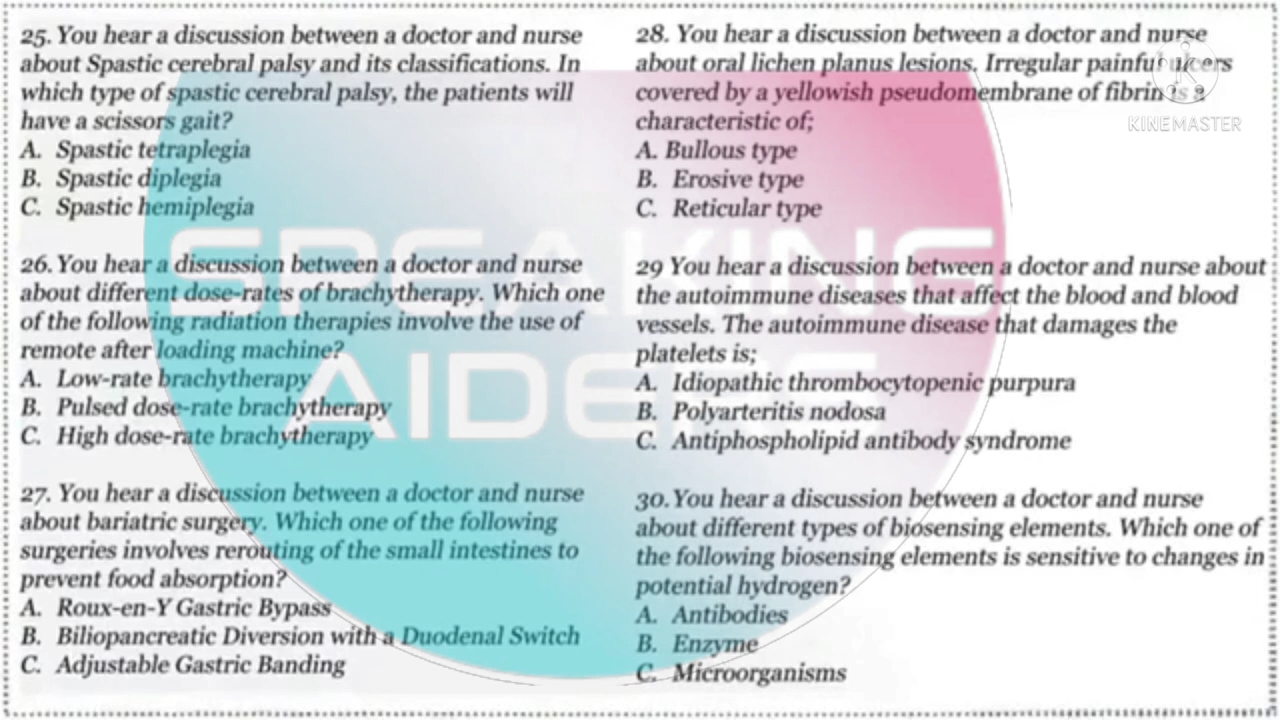 25. You hear a discussion between a doctor and nurse
about Spastic cerebral palsy and its classifications. In
which type of spastic cerebral palsy, the patients will
have a scissors gait?
A. Spastic tetraplegia
B. Spastic diplegia
C. Spastic hemiplegia
26. You hear a discussion between a doctor and nurse
about different dose-rates of brachytherapy. Which one
of the following radiation therapies involve the use of
remote after loading machine?
A. Low-rate brachytherapy
B. Pulsed dose-rate brachytherapy
C. High dose-rate brachytherapy
27. You hear a discussion between a doctor and nurse
about bariatric surgery. Which one of the following
surgeries involves rerouting of the small intestines to
prevent food absorption?
A. Roux-en-Y Gastric Bypass
B. Biliopancreatic Diversion with a Duodenal Switch
C. Adjustable Gastric Banding
28. You hear a discussion between a doctor and nurse
about oral lichen planus lesions. Irregular painful ulcers
covered by a yellowish pseudomembrane of fibrin is a
characteristic of;
A. Bullous type
B. Erosive type
C. Reticular type
29 You hear a discussion between a doctor and nurse about
the autoimmune diseases that affect the blood and blood
vessels. The autoimmune disease that damages the
platelets is;
A. Idiopathic thrombocytopenic purpura
B. Polyarteritis nodosa
C. Antiphospholipid antibody syndrome
30. You hear a discussion between a doctor and nurse
about different types of biosensing elements. Which one of
the following biosensing elements is sensitive to changes in
potential hydrogen?
A. Antibodies
B. Enzyme
C. Microorganisms
SPEAKING
AIDERS
K
KINEMASTER